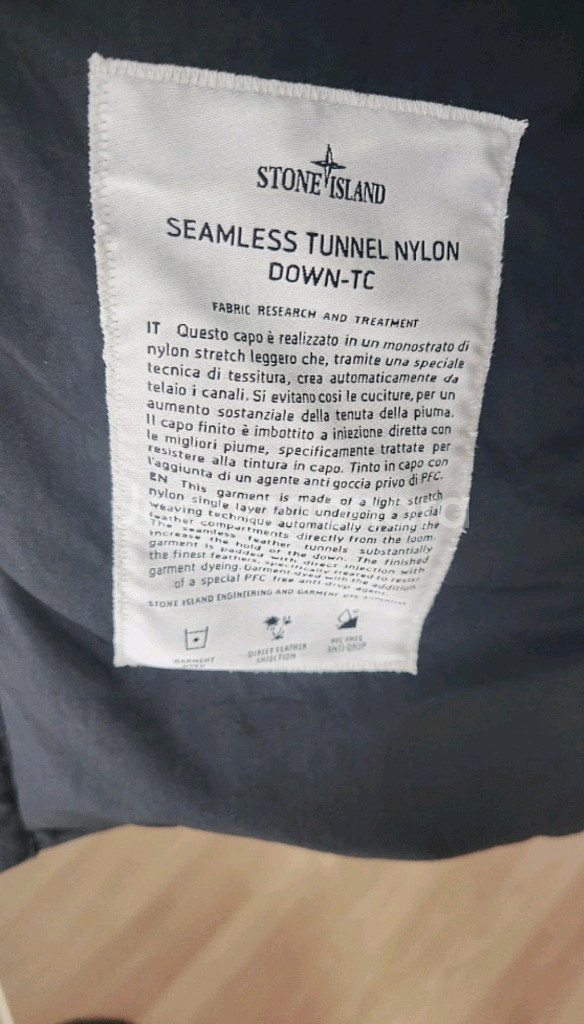 STONE ISLAND
SEAMLESS TUNNEL NYLON
DOWN-TC
FABRIC RESEARCH AND TREATMENT
IT Questo capo è realizzato in un monostrato di
nylon stretch leggero che, tramite una speciale
tecnica di tessitura, crea automaticamente da
telaio i canali. Si evitano così le cuciture, per un
aumento sostanziale della tenuta della piuma.
Il capo finito è imbottito a iniezione diretta con
le migliori piume, specificamente trattate per
resistere alla tintura in capo. Tinto in capo con
l'aggiunta di un agente anti goccia privo di PFC.
EN This garment is made of a light stretch
nylon single layer fabric undergoing a special
weaving technique automatically creating the
feather compartments directly from the loom.
The seamless feather tunnels substantially
increase the hold of the down. The finished
garment is padded with direct injection with
the finest feathers, specifically treated to resist
garment dyeing. Garment dyed with the addition
of a special PFC free anti-drop agent.
STONE ISLAND ENGINEERING AND GARMENT DYE
GARMENT
DIRECT FEATHER
INJECTION
PFC FREE
ANTI-DROP